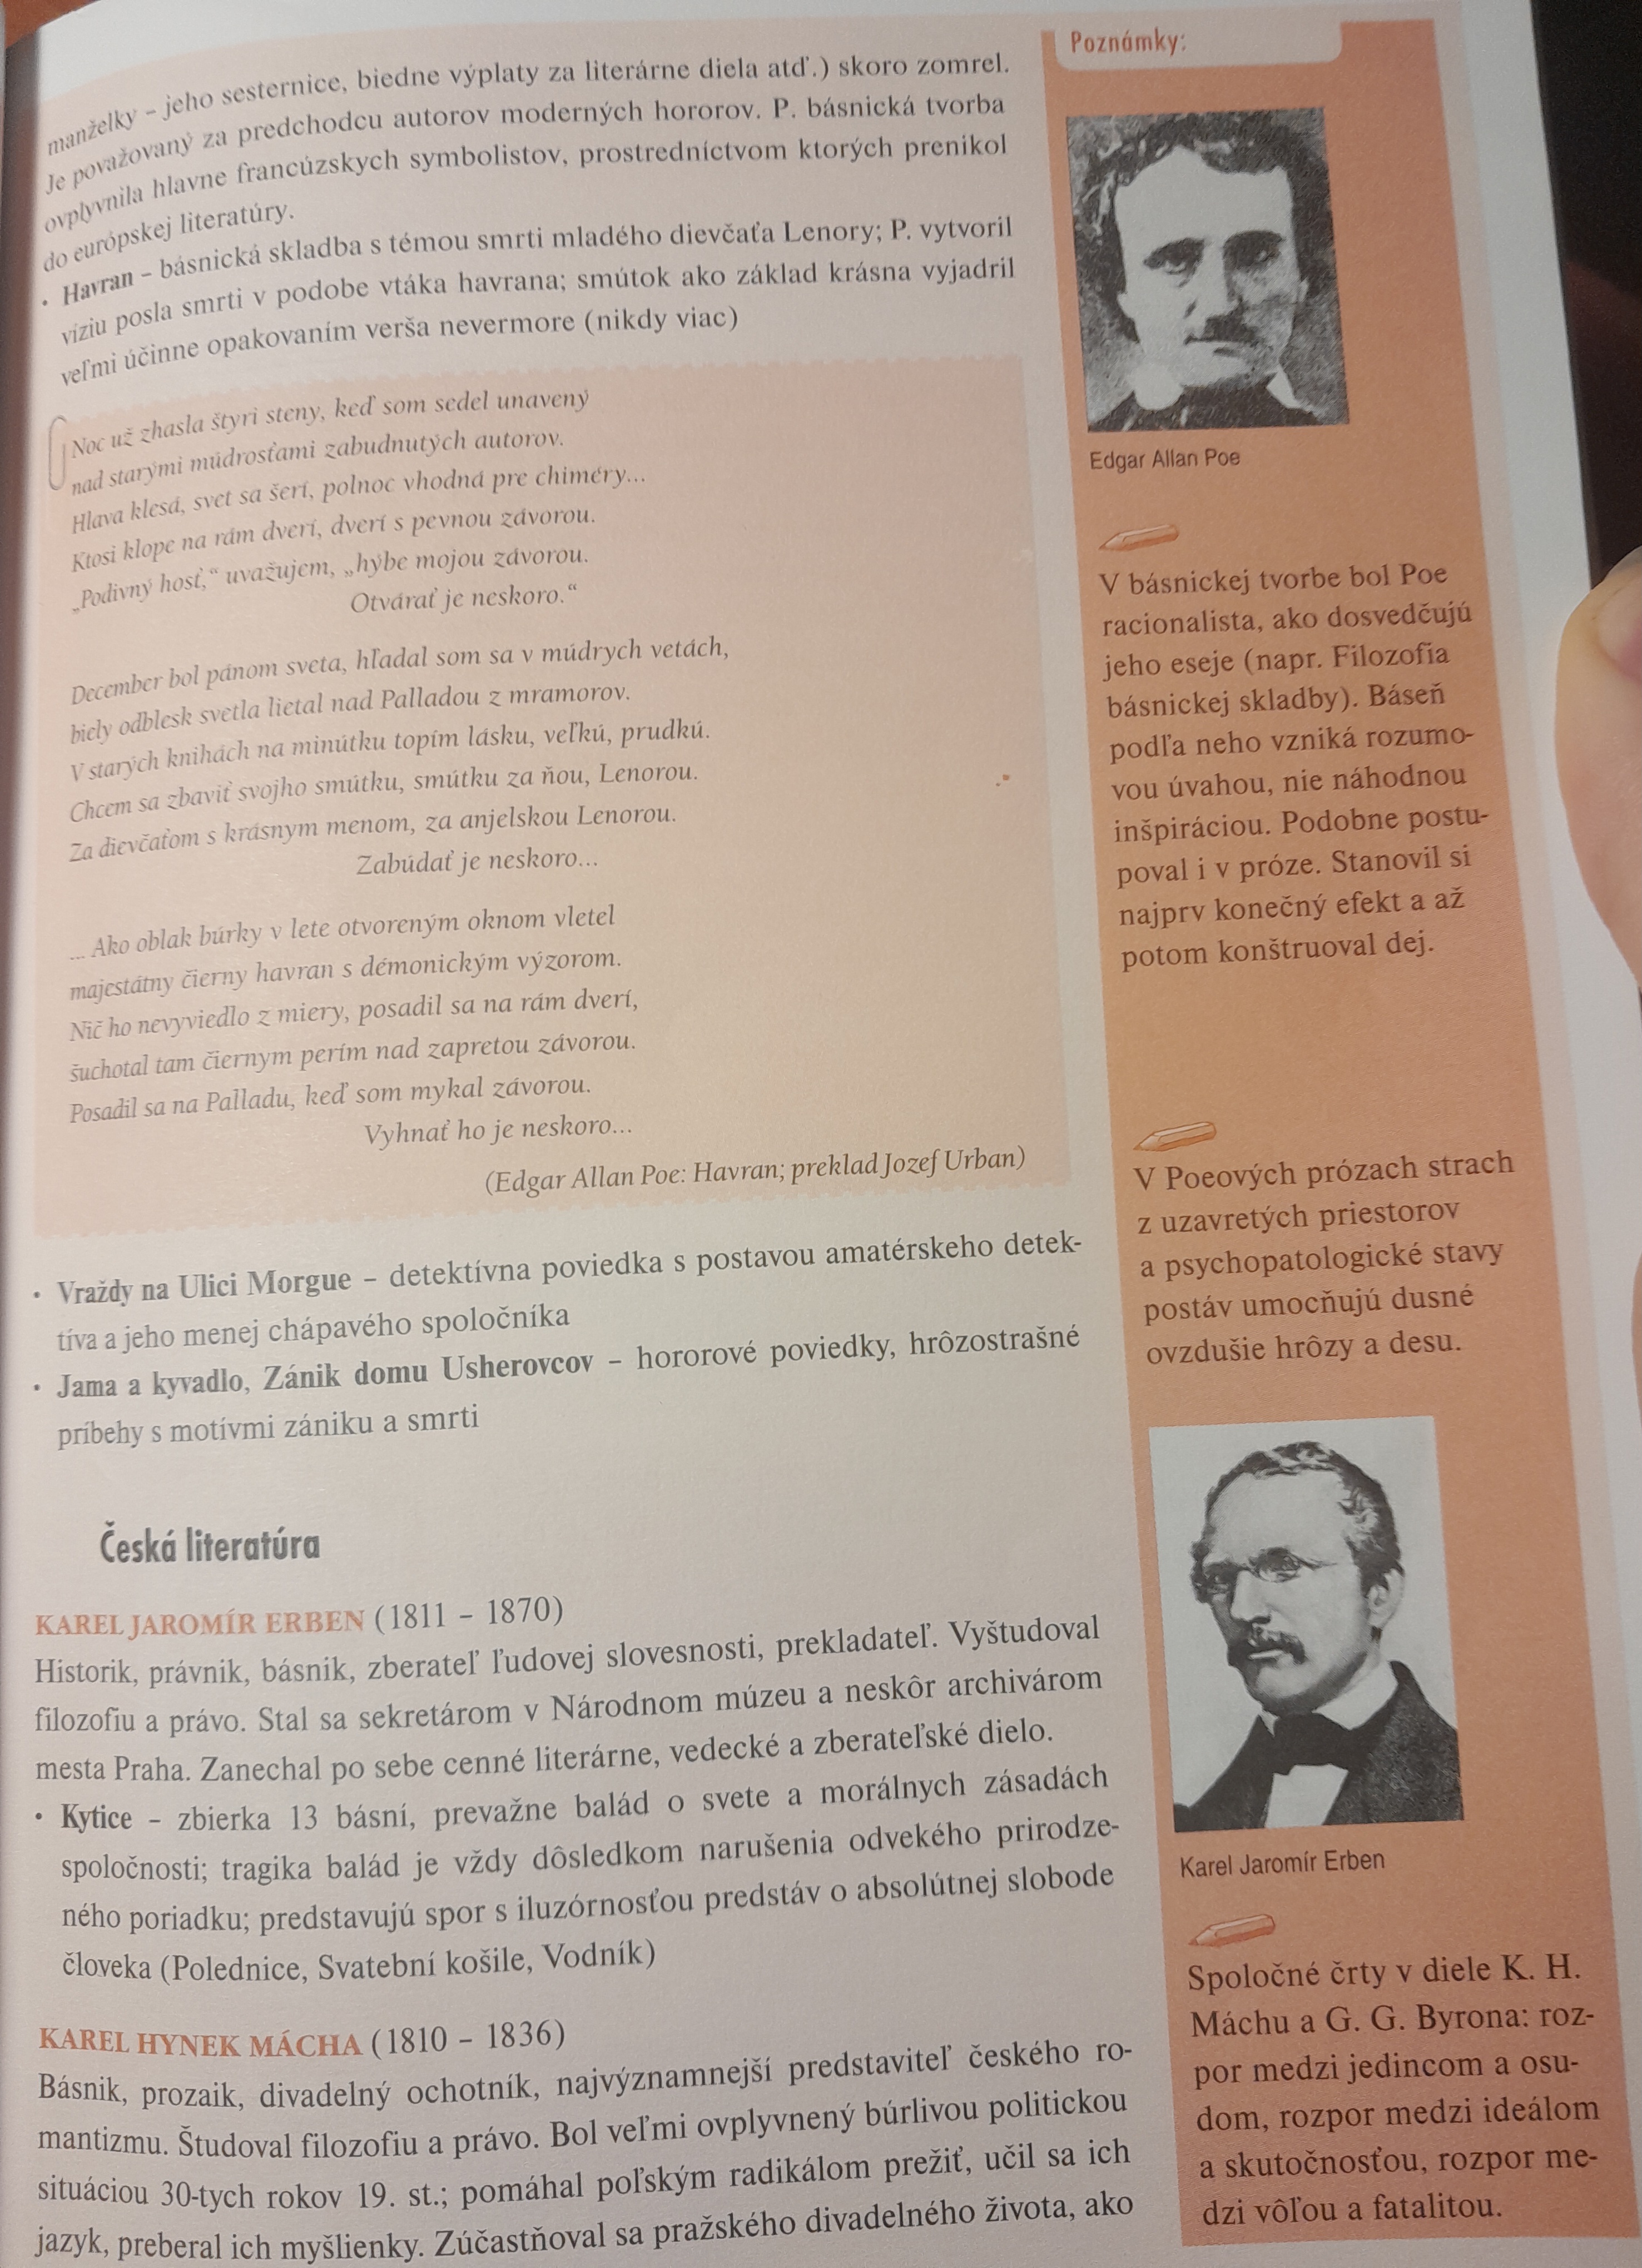 manželky – jeho sesternice, biedne výplaty za literárne diela atď.) skoro zomrel.
Je považovaný za predchodcu autorov moderných hororov. P. básnická tvorba
ovplyvnila hlavne francúzskych symbolistov, prostredníctvom ktorých prenikol
do európskej literatúry.
• Havran – básnická skladba s témou smrti mladého dievčaťa Lenory; P. vytvoril
víziu posla smrti v podobe vtáka havrana; smútok ako základ krásna vyjadril
veľmi účinne opakovaním verša nevermore (nikdy viac)
Noc už zhasla štyri steny, keď som sedel unavený
nad starými múdrosťami zabudnutých autorov.
Hlava klesá, svet sa šerí, polnoc vhodná pre chiméry...
Ktosi klope na rám dverí, dverí s pevnou závorou.
„Podivný hosť,“ uvažujem, „hýbe mojou závorou.
Otvárať je neskoro.“
December bol pánom sveta, hľadal som sa v múdrych vetách,
biely odblesk svetla lietal nad Palladou z mramorov.
V starých knihách na minútku topím lásku, veľkú, prudkú.
Chcem sa zbaviť svojho smútku, smútku za ňou, Lenorou.
Za dievčaťom s krásnym menom, za anjelskou Lenorou.
Zabúdať je neskoro...
... Ako oblak búrky v lete otvoreným oknom vletel
majestátny čierny havran s démonickým výzorom.
Nič ho nevyviedlo z miery, posadil sa na rám dverí,
šuchotal tam čiernym perím nad zapretou závorou.
Posadil sa na Palladu, keď som mykal závorou.
Vyhnať ho je neskoro...
(Edgar Allan Poe: Havran; preklad Jozef Urban)
• Vraždy na Ulici Morgue – detektívna poviedka s postavou amatérskeho detek-
tíva a jeho menej chápavého spoločníka
• Jama a kyvadlo, Zánik domu Usherovcov – hororové poviedky, hrôzostrašné
príbehy s motívmi zániku a smrti
Česká literatúra
KAREL JAROMÍR ERBEN (1811 – 1870)
Historik, právnik, básnik, zberateľ ľudovej slovesnosti, prekladateľ. Vyštudoval
filozofiu a právo. Stal sa sekretárom v Národnom múzeu a neskôr archivárom
mesta Praha. Zanechal po sebe cenné literárne, vedecké a zberateľské dielo.
• Kytice – zbierka 13 básní, prevažne balád o svete a morálnych zásadách
spoločnosti; tragika balád je vždy dôsledkom narušenia odvekého prirodze-
ného poriadku; predstavujú spor s iluzórnosťou predstáv o absolútnej slobode
človeka (Polednice, Svatební košile, Vodník)
KAREL HYNEK MÁCHA (1810 – 1836)
Básnik, prozaik, divadelný ochotník, najvýznamnejší predstaviteľ českého ro-
mantizmu. Študoval filozofiu a právo. Bol veľmi ovplyvnený búrlivou politickou
situáciou 30-tych rokov 19. st.; pomáhal poľským radikálom prežiť, učil sa ich
jazyk, preberal ich myšlienky. Zúčastňoval sa pražského divadelného života, ako
Poznámky:
Edgar Allan Poe
V básnickej tvorbe bol Poe
racionalista, ako dosvedčujú
jeho eseje (napr. Filozofia
básnickej skladby). Báseň
podľa neho vzniká rozumo-
vou úvahou, nie náhodnou
inšpiráciou. Podobne postu-
poval i v próze. Stanovil si
najprv konečný efekt a až
potom konštruoval dej.
V Poeových prózach strach
z uzavretých priestorov
a psychopatologické stavy
postáv umocňujú dusné
ovzdušie hrôzy a desu.
Karel Jaromír Erben
Spoločné črty v diele K. H.
Máchu a G. G. Byrona: roz-
por medzi jedincom a osu-
dom, rozpor medzi ideálom
a skutočnosťou, rozpor me-
dzi vôľou a fatalitou.